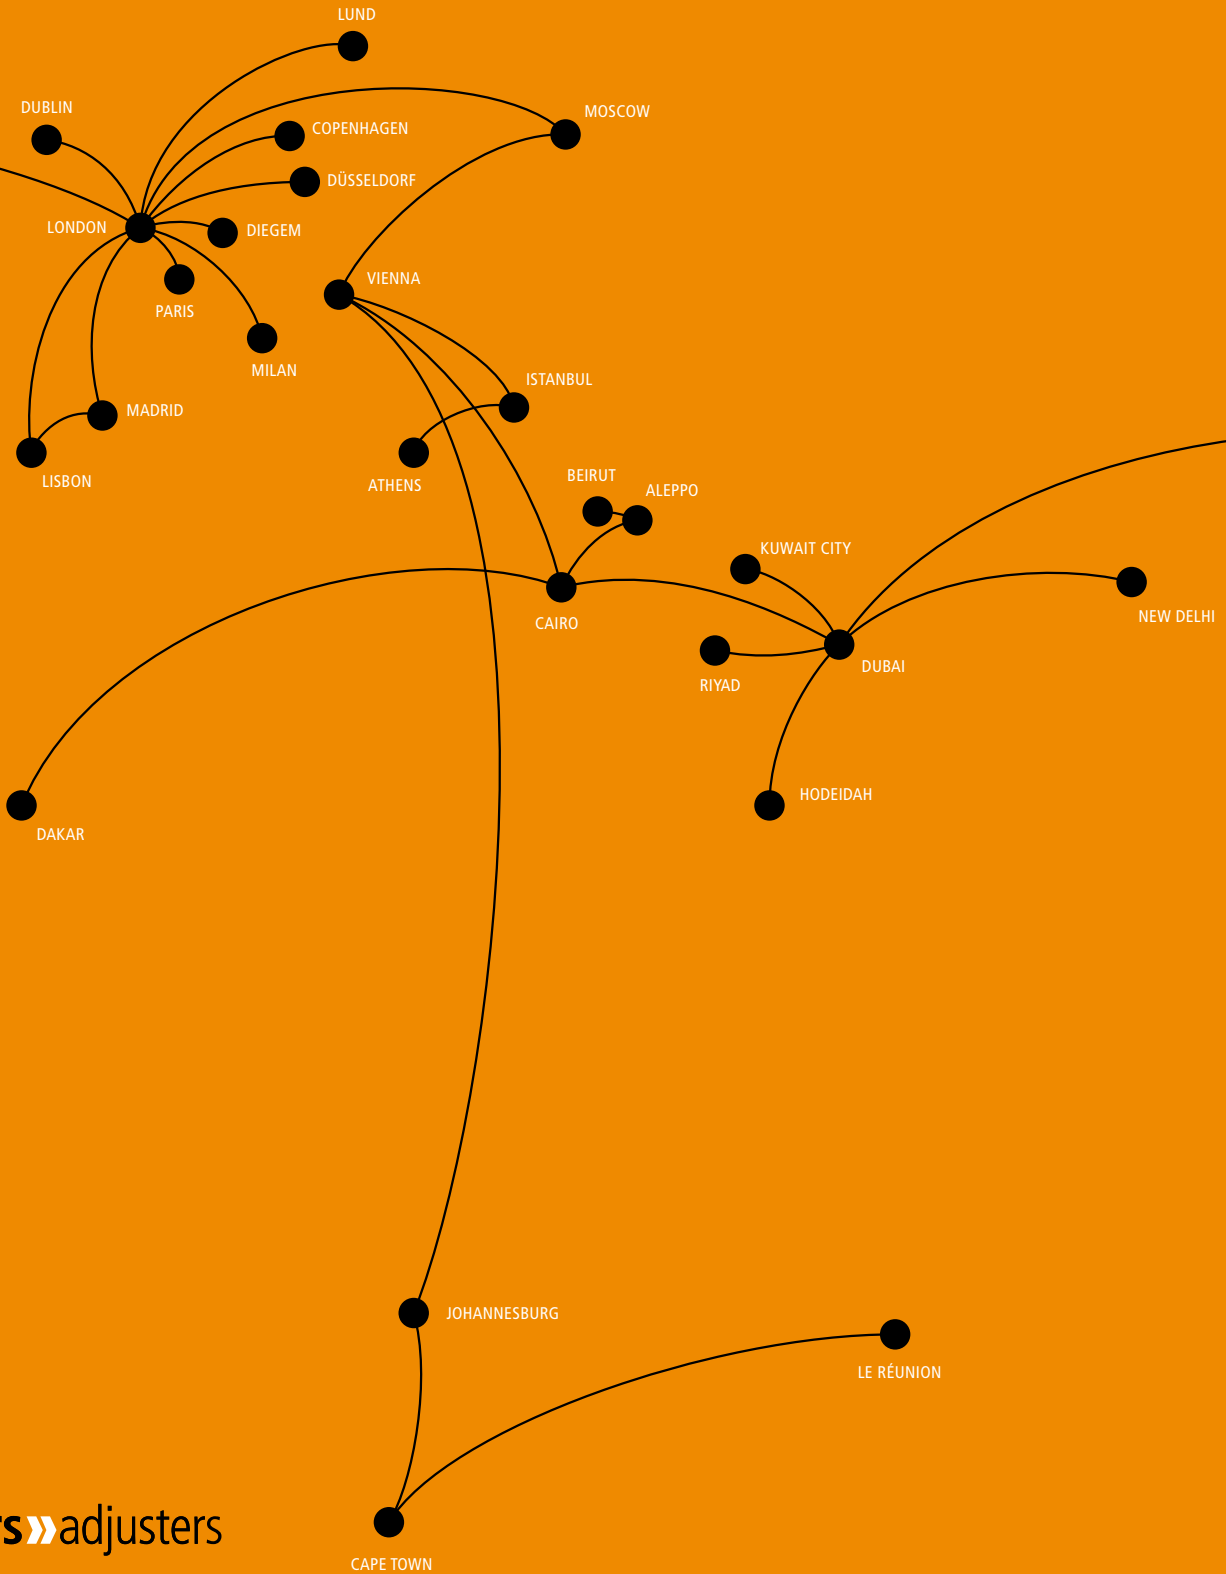 LUND
DUBLIN
MOSCOW
COPENHAGEN
DÜSSELDORF
LONDON
DIEGEM
VIENNA
PARIS
MILAN
ISTANBUL
MADRID
LISBON
ATHENS
BEIRUT
ALEPPO
KUWAIT CITY
NEW DELHI
CAIRO
DUBAI
RIYAD
HODEIDAH
DAKAR
JOHANNESBURG
LE RÉUNION
rs»adjusters
CAPE TOWN